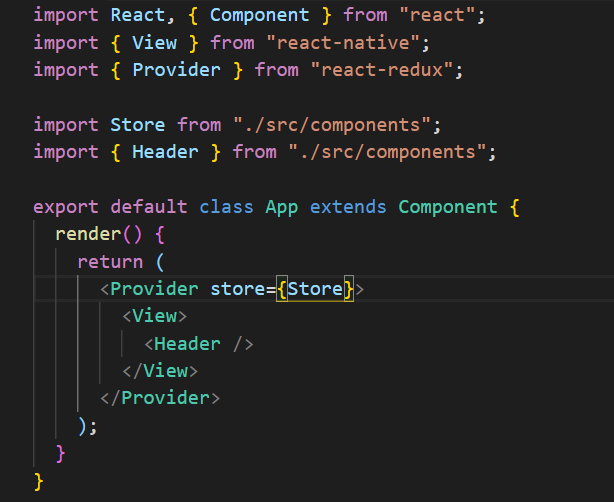 import React, { Component } from "react";
import { View } from "react-native";
import { Provider } from "react-redux";
import Store from "./src/components";
import { Header } from "./src/components";
export default class App extends Component {
render() {
return (
<Provider store={Store}>
<View>
<Header />
</View>
</Provider>
);
}
}